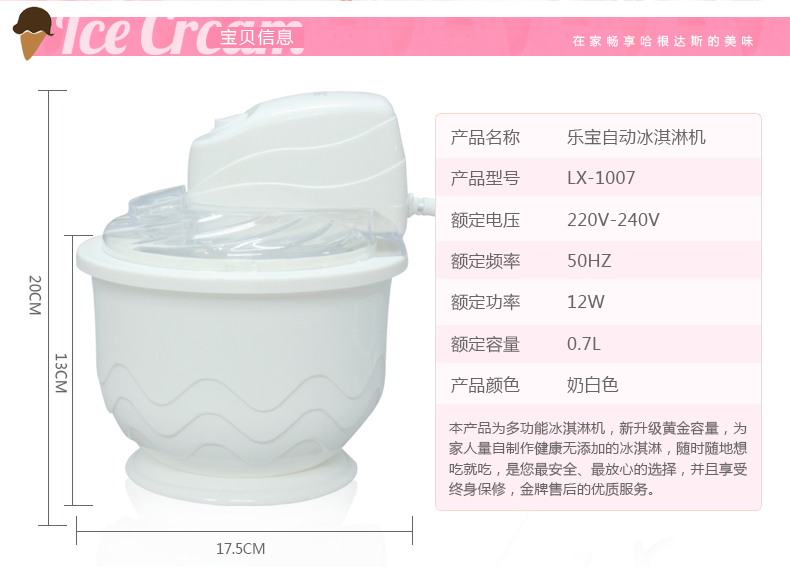 Ice Cream
宝贝信息
在家畅享哈根达斯的美味
产品名称 乐宝自动冰淇淋机
产品型号 LX-1007
额定电压 220V-240V
额定频率 50HZ
额定功率 12W
额定容量 0.7L
产品颜色 奶白色
本产品为多功能冰淇淋机，新升级黄金容量，为
家人量自制作健康无添加的冰淇淋，随时随地想
吃就吃，是您最安全、最放心的选择，并且享受
终身保修，金牌售后的优质服务。
20CM
13CM
17.5CM